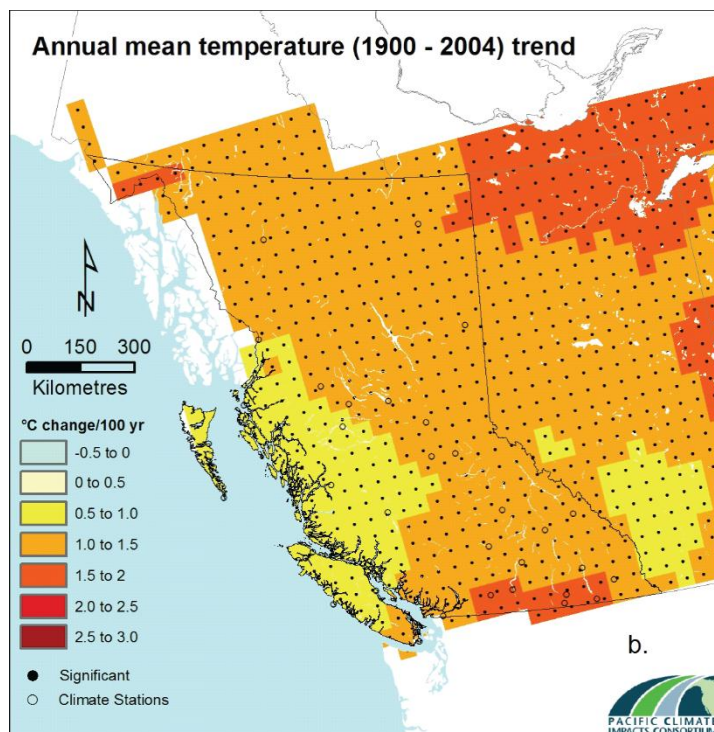 Annual mean temperature (1900 - 2004) trend
N
0 150 300
Kilometres
°C change/100 yr
-0.5 to 0
0 to 0.5
0.5 to 1.0
1.0 to 1.5
1.5 to 2
2.0 to 2.5
2.5 to 3.0
Significant
Climate Stations
b.
PACIFIC CLIMATE
IMPACTS CONSORTIUM